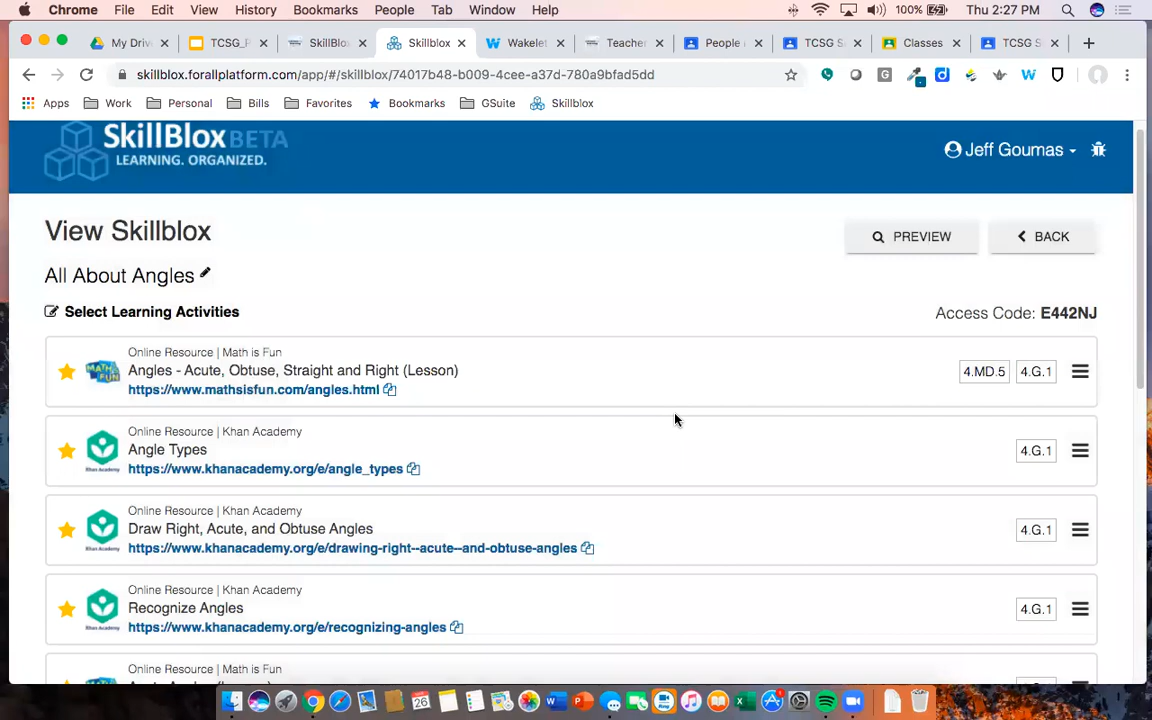 Chrome File Edit View History Bookmarks People Tab Window Help 100% Thu 2:27 PM
My Driv TCSG_P SkillBlo Skillblox Wakelet Teacher People TCSG S Classes TCSG S
skillblox.forallplatform.com/app/#/skillblox/74017b48-b009-4cee-a37d-780a9bfad5dd
Apps Work Personal Bills Favorites Bookmarks GSuite Skillblox
SkillBlox BETA
LEARNING. ORGANIZED.
Jeff Goumas
View Skillblox
PREVIEW BACK
All About Angles
Select Learning Activities
Access Code: E442NJ
Online Resource | Math is Fun
Angles - Acute, Obtuse, Straight and Right (Lesson)
https://www.mathsisfun.com/angles.html
4.MD.5 4.G.1
Online Resource | Khan Academy
Angle Types
https://www.khanacademy.org/e/angle_types
4.G.1
Online Resource | Khan Academy
Draw Right, Acute, and Obtuse Angles
https://www.khanacademy.org/e/drawing-right--acute--and-obtuse-angles
4.G.1
Online Resource | Khan Academy
Recognize Angles
https://www.khanacademy.org/e/recognizing-angles
4.G.1
Online Resource | Math is Fun